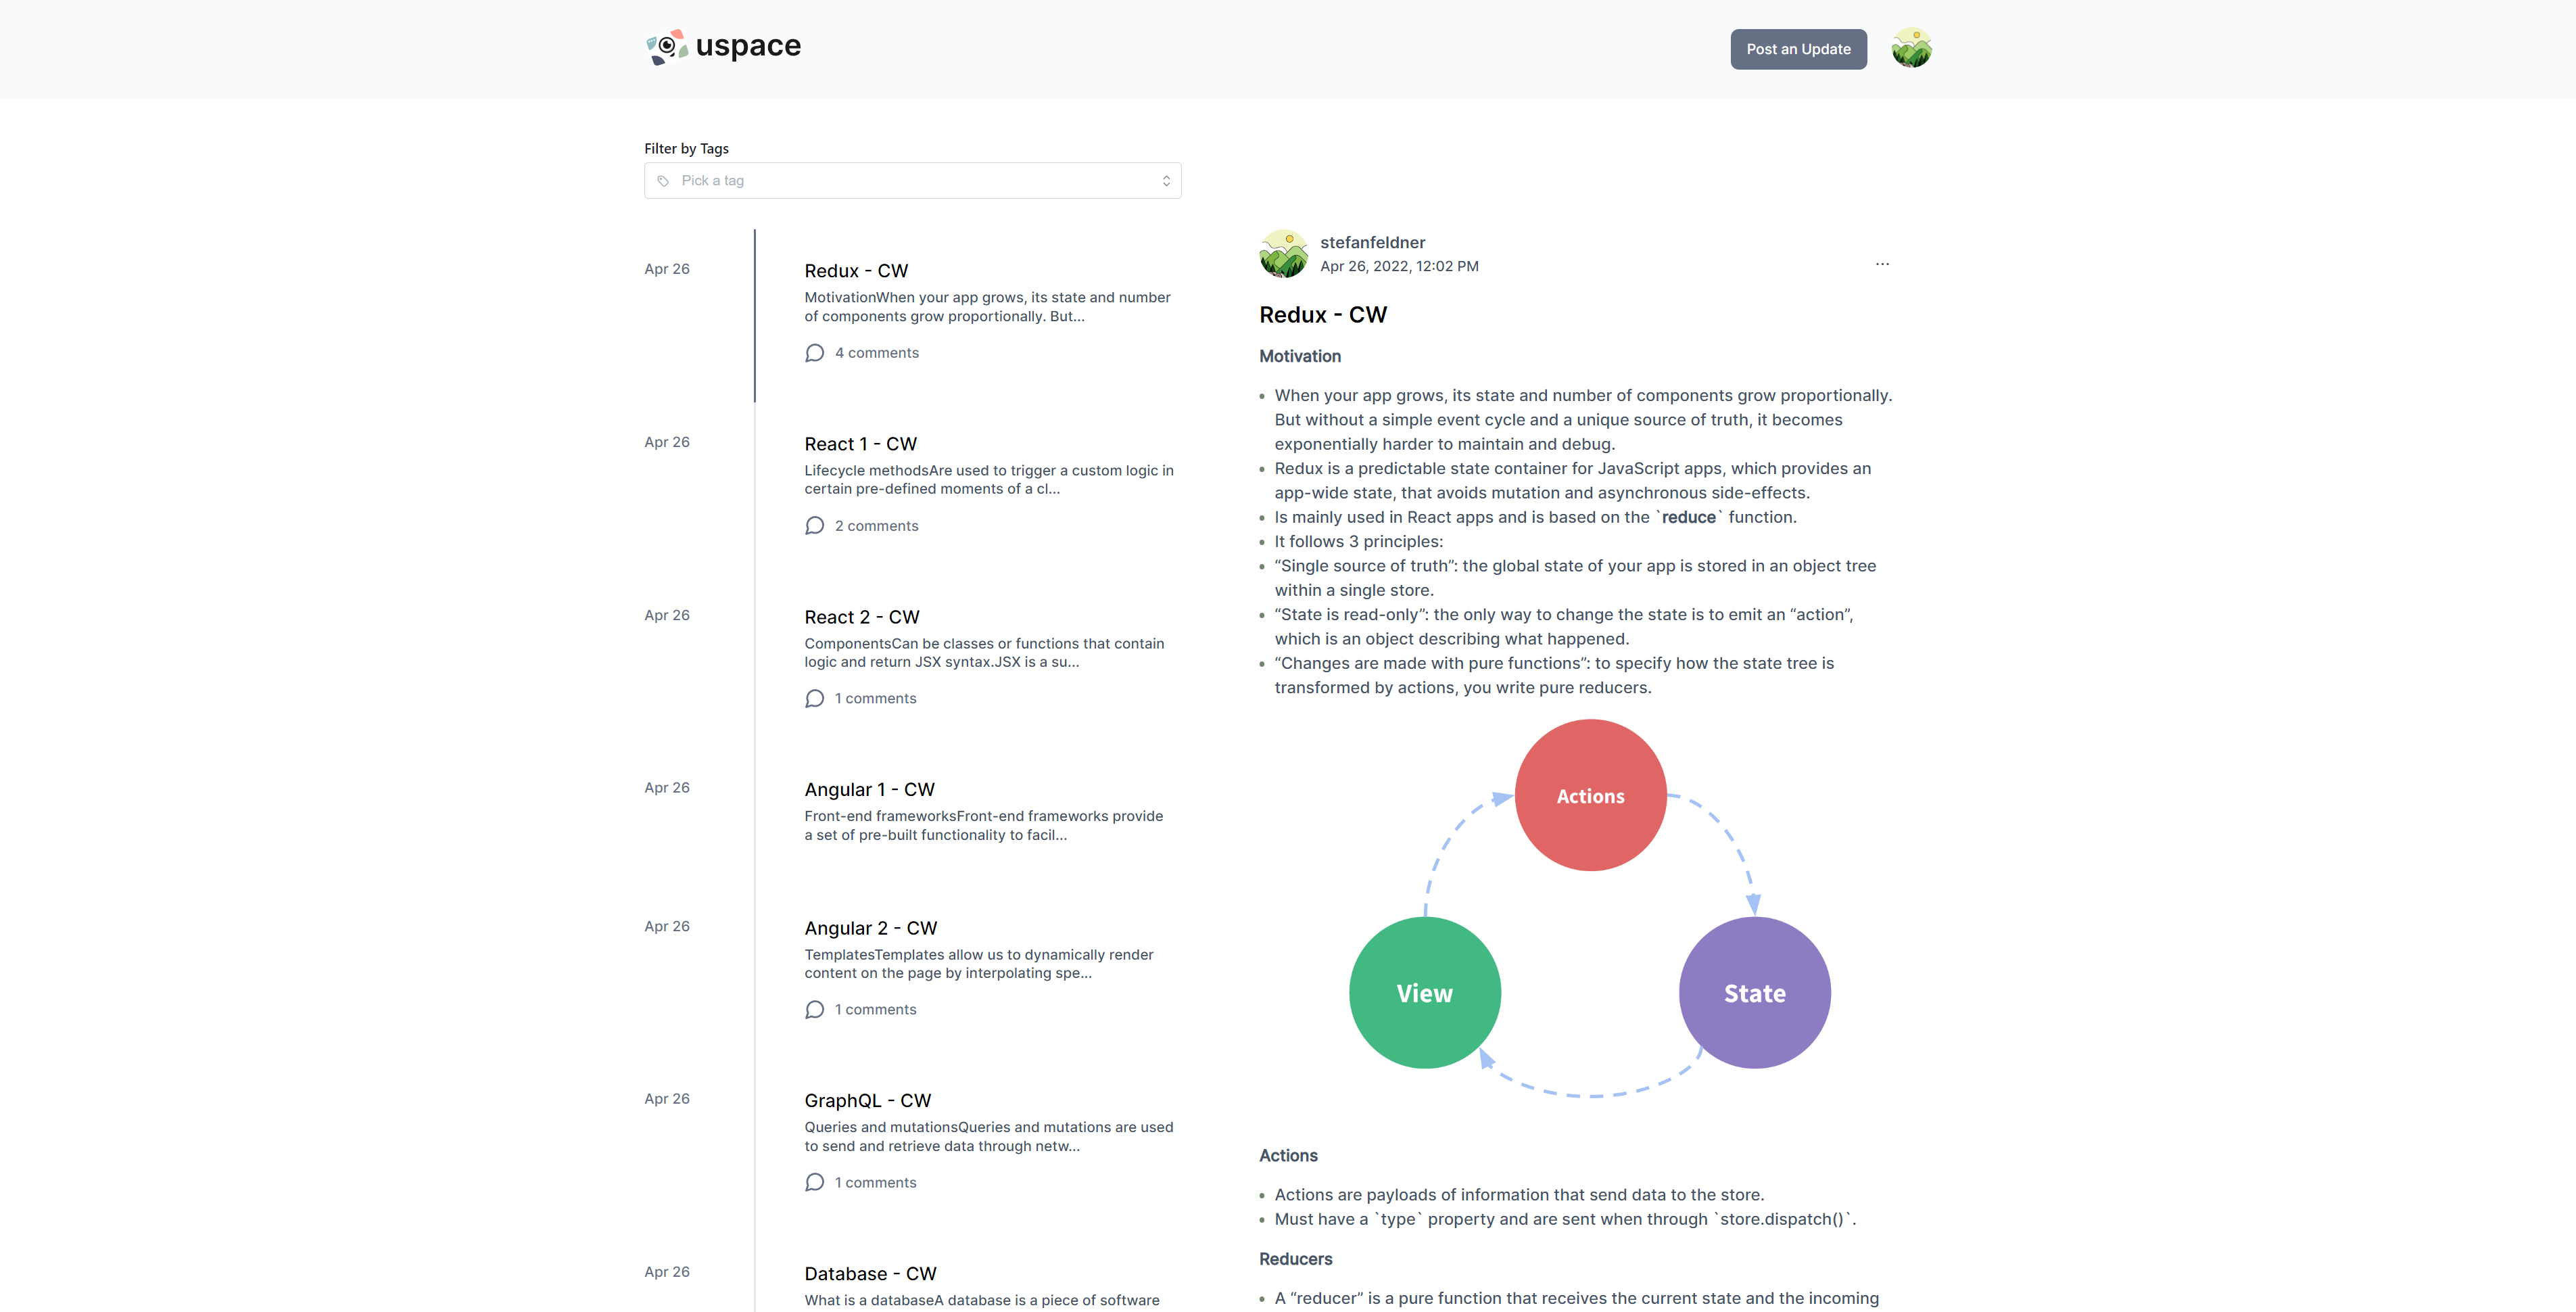 uspace
Post an Update
Filter by Tags
Pick a tag
Apr 26
Redux - CW
MotivationWhen your app grows, its state and number
of components grow proportionally. But...
4 comments
Apr 26
React 1 - CW
Lifecycle methodsAre used to trigger a custom logic in
certain pre-defined moments of a cl...
2 comments
Apr 26
React 2 - CW
ComponentsCan be classes or functions that contain
logic and return JSX syntax.JSX is a su...
1 comments
Apr 26
Angular 1 - CW
Front-end frameworksFront-end frameworks provide
a set of pre-built functionality to facil...
Apr 26
Angular 2 - CW
TemplatesTemplates allow us to dynamically render
content on the page by interpolating spe...
1 comments
Apr 26
GraphQL - CW
Queries and mutationsQueries and mutations are used
to send and retrieve data through netw...
1 comments
Apr 26
Database - CW
What is a databaseA database is a piece of software
stefanfeldner
Apr 26, 2022, 12:02 PM
...
Redux - CW
Motivation
• When your app grows, its state and number of components grow proportionally.
But without a simple event cycle and a unique source of truth, it becomes
exponentially harder to maintain and debug.
• Redux is a predictable state container for JavaScript apps, which provides an
app-wide state, that avoids mutation and asynchronous side-effects.
• Is mainly used in React apps and is based on the `reduce` function.
• It follows 3 principles:
• “Single source of truth”: the global state of your app is stored in an object tree
within a single store.
• “State is read-only”: the only way to change the state is to emit an “action”,
which is an object describing what happened.
• “Changes are made with pure functions”: to specify how the state tree is
transformed by actions, you write pure reducers.
Actions
View
State
Actions
• Actions are payloads of information that send data to the store.
• Must have a `type` property and are sent when through `store.dispatch()`.
Reducers
• A “reducer” is a pure function that receives the current state and the incoming